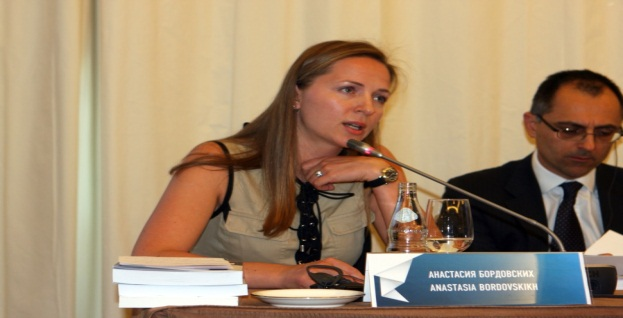 АНАСТАСИЯ БОРДОВСКИХ
ANASTASIA BORDOVSKIKH